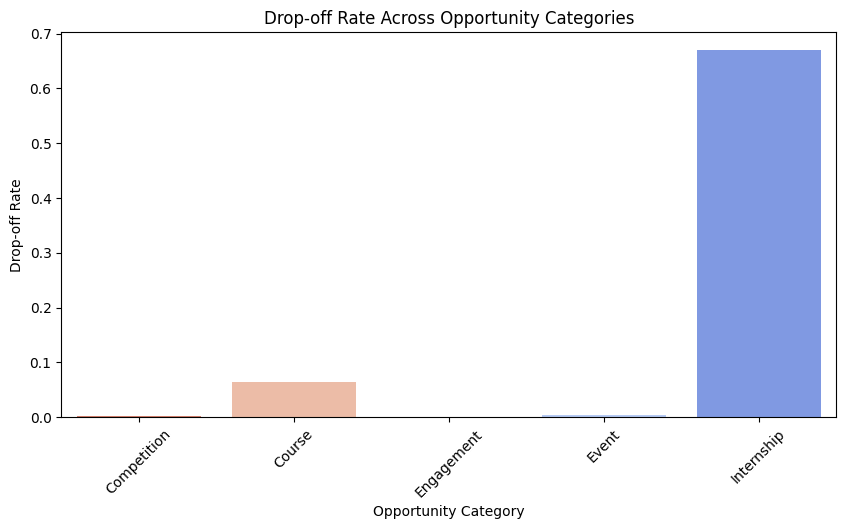 Drop-off Rate Across Opportunity Categories
0.7
0.6
0.5
0.4
0.3
0.2
0.1
0.0
Drop-off Rate
Competition
Course
Engagement
Event
Internship
Opportunity Category